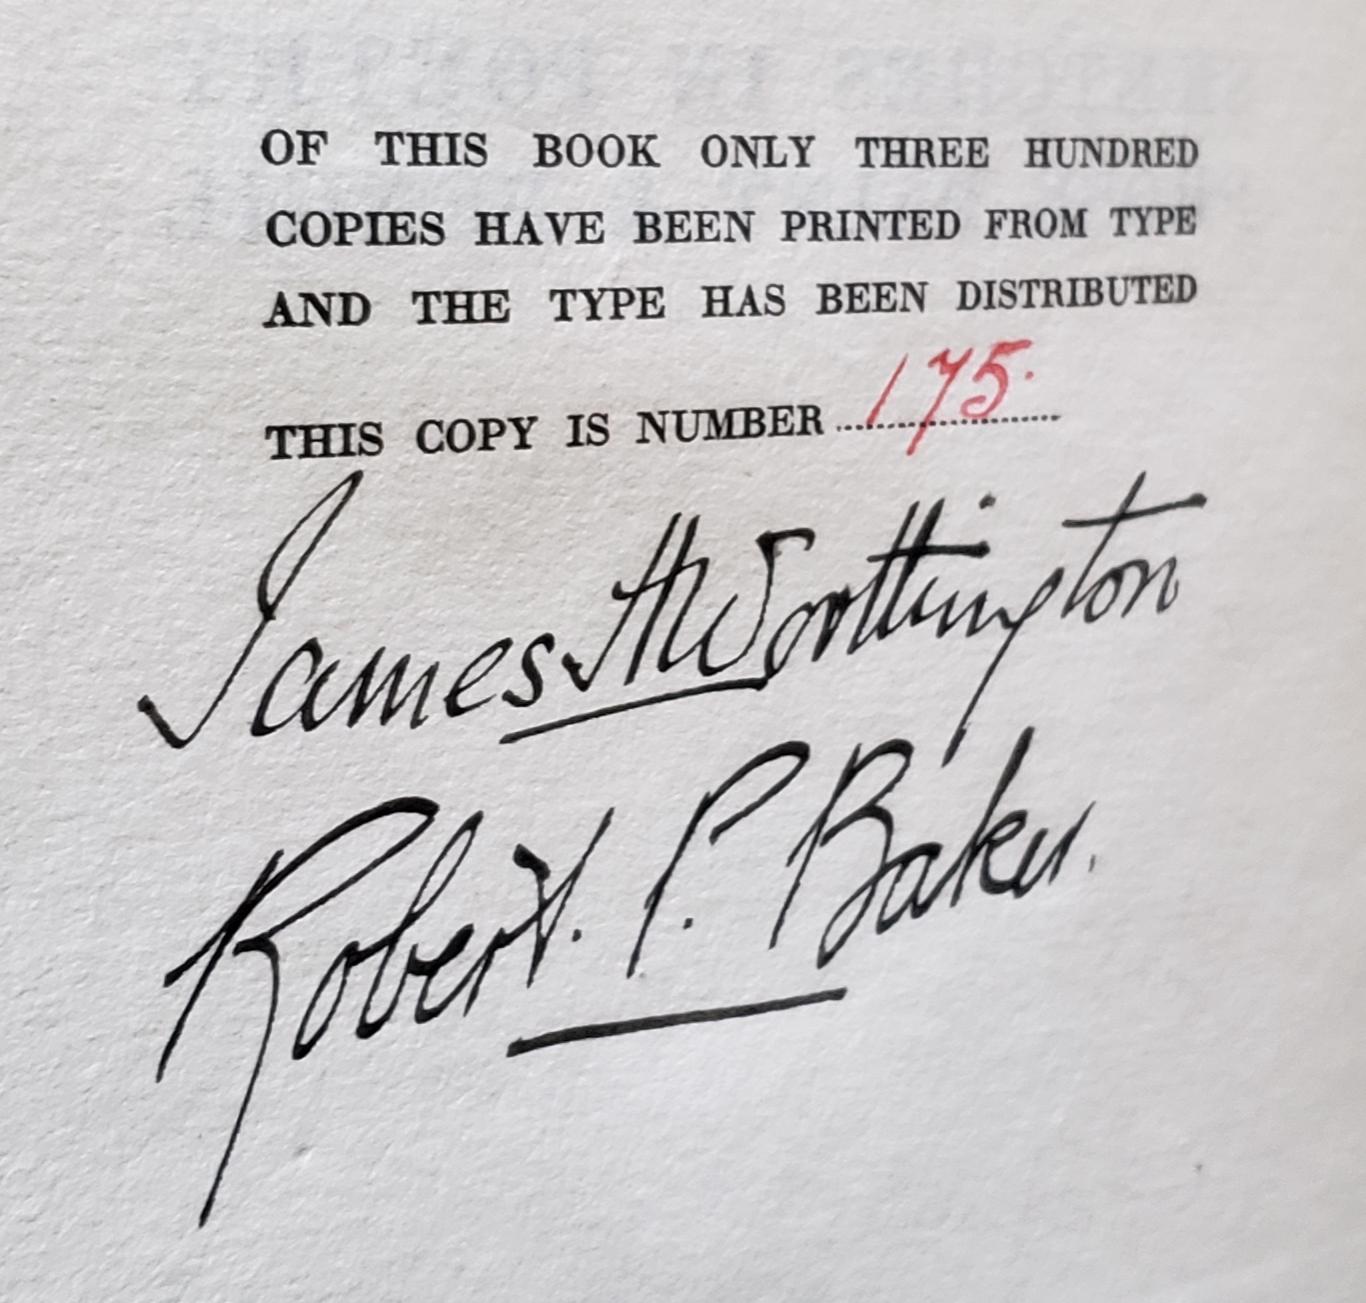 OF THIS BOOK ONLY THREE HUNDRED
COPIES HAVE BEEN PRINTED FROM TYPE
AND THE TYPE HAS BEEN DISTRIBUTED
THIS COPY IS NUMBER 175.
James H Worthington
Robert. P. Baker.